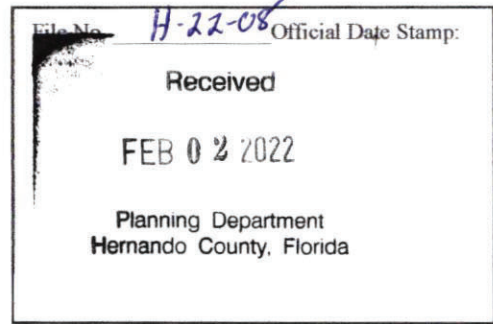 File No. H-22-08 Official Date Stamp:
Received
FEB 02 2022
Planning Department
Hernando County, Florida